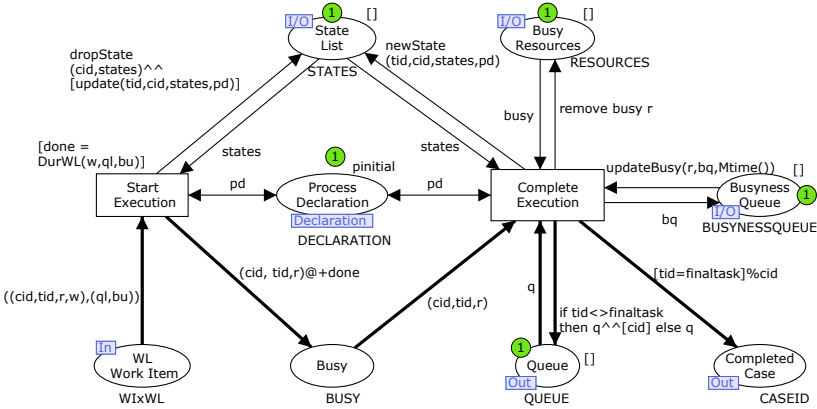 1
I/O
[]
State
List
STATES
1
I/O
[]
Busy
Resources
RESOURCES
dropState
(cid,states)^^
[update(tid,cid,states,pd)]
newState
(tid,cid,states,pd)
busy
remove busy r
[done =
DurWL(w,ql,bu)]
states
states
1
pinitial
updateBusy(r,bq,Mtime())
[]
Start
Execution
pd
Process
Declaration
Declaration
DECLARATION
pd
Complete
Execution
Busyness
Queue
1
I/O
BUSYNESSQUEUE
bq
(cid, tid,r)@+done
[tid=finaltask]%cid
((cid,tid,r,w),(ql,bu))
(cid,tid,r)
q
if tid<>finaltask
then q^^[cid] else q
In
WL
Work Item
WIxWL
Busy
BUSY
1
Queue
[]
Out
QUEUE
Completed
Case
Out
CASEID